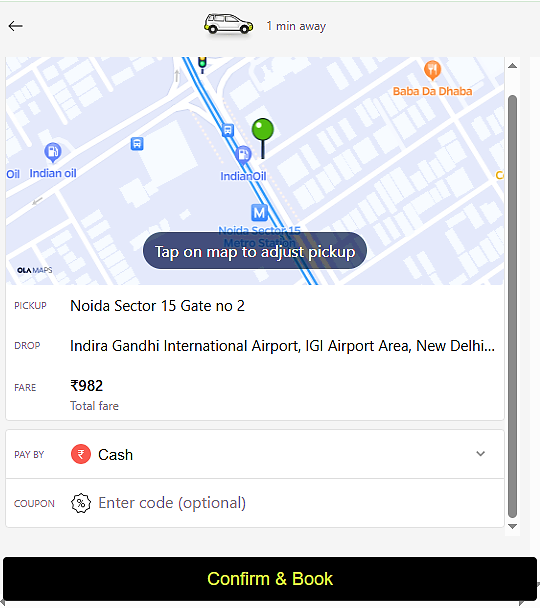 1 min away
Baba Da Dhaba
Oil
Indian oil
IndianOil
C
M
Noida Sector 15
Metro Station
Tap on map to adjust pickup
OLA MAPS
PICKUP Noida Sector 15 Gate no 2
DROP Indira Gandhi International Airport, IGI Airport Area, New Delhi...
FARE ₹982
Total fare
PAY BY ₹ Cash
COUPON % Enter code (optional)
Confirm & Book